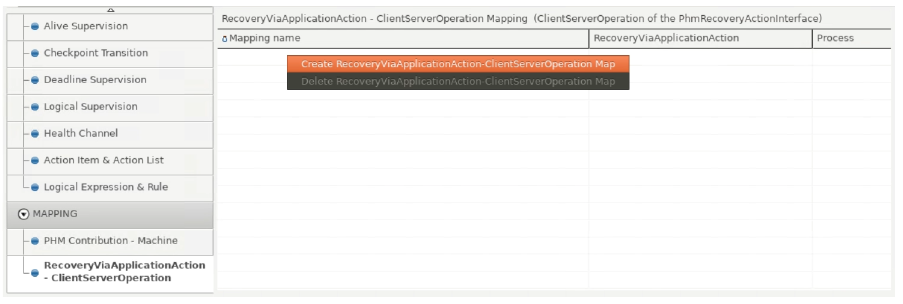 Alive Supervision
Checkpoint Transition
Deadline Supervision
Logical Supervision
Health Channel
Action Item & Action List
Logical Expression & Rule
MAPPING
PHM Contribution - Machine
RecoveryViaApplicationAction
- ClientServerOperation
RecoveryViaApplicationAction - ClientServerOperation Mapping (ClientServerOperation of the PhmRecoveryActionInterface)
Mapping name RecoveryViaApplicationAction Process
Create RecoveryViaApplicationAction-ClientServerOperation Map
Delete RecoveryViaApplicationAction-ClientServerOperation Map